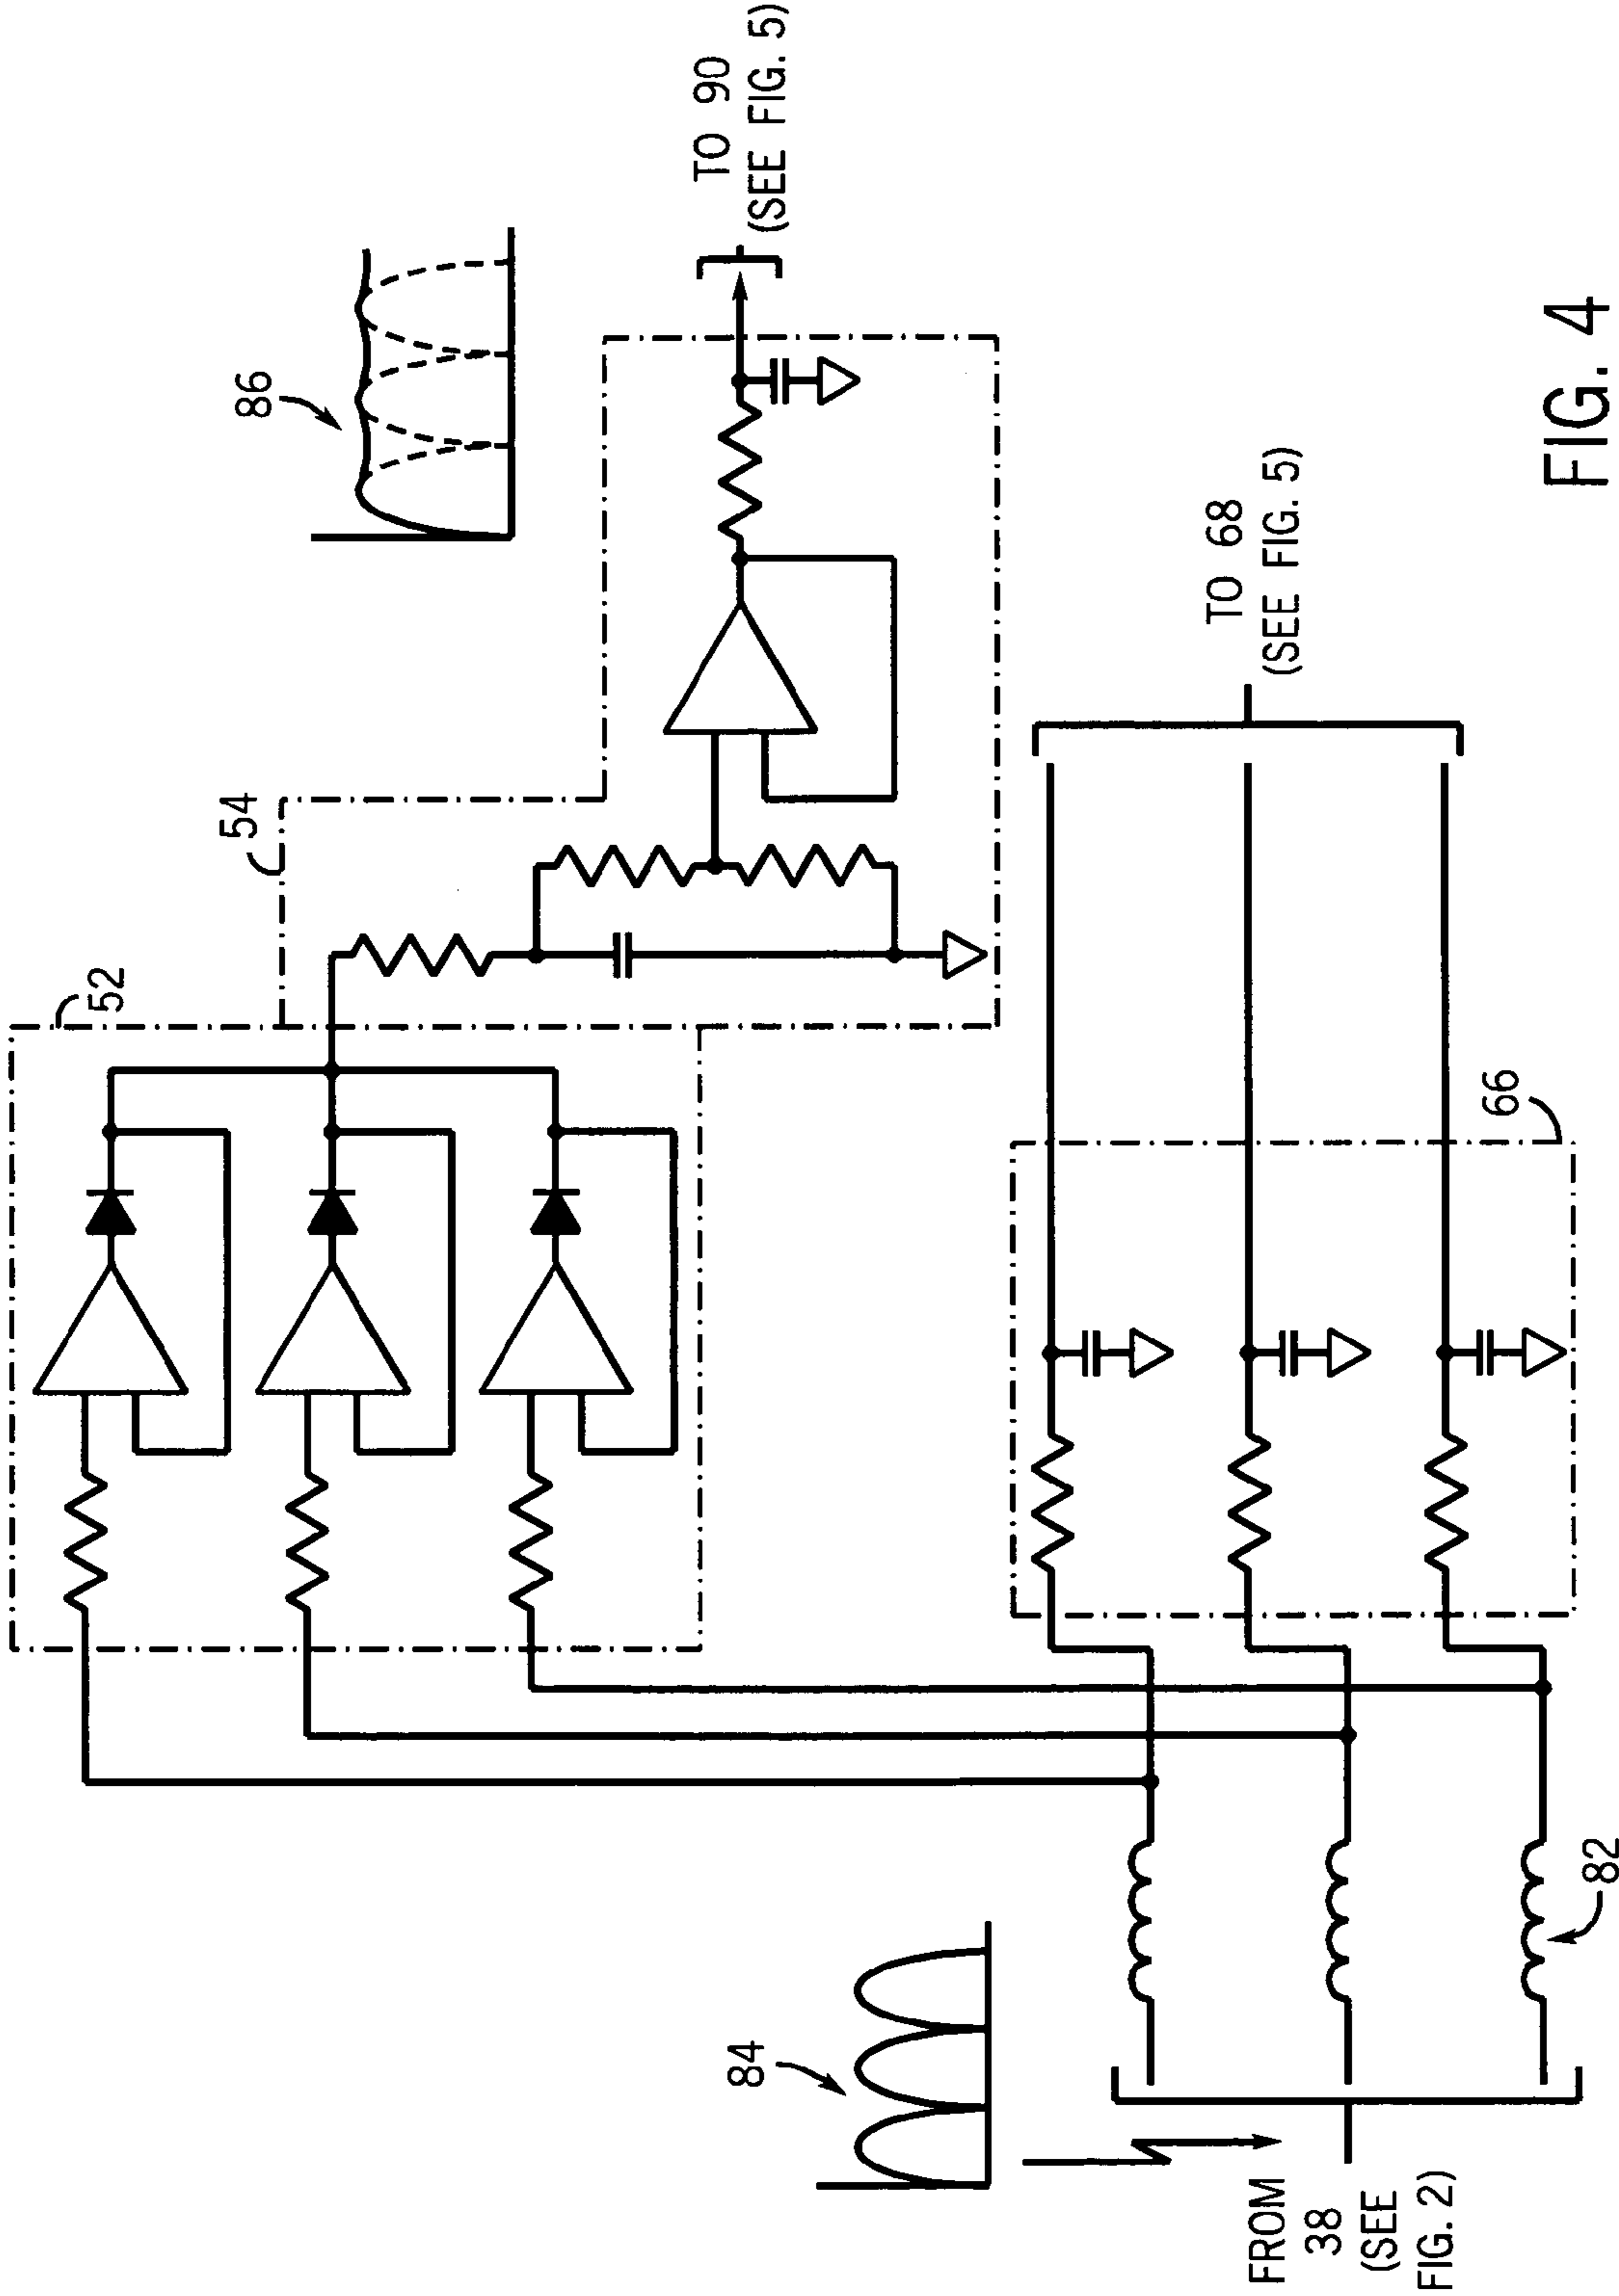 86
TO 90
(SEE FIG. 5)
54
52
TO 68
(SEE FIG. 5)
66
84
82
FROM
38
(SEE
FIG. 2)
FIG. 4